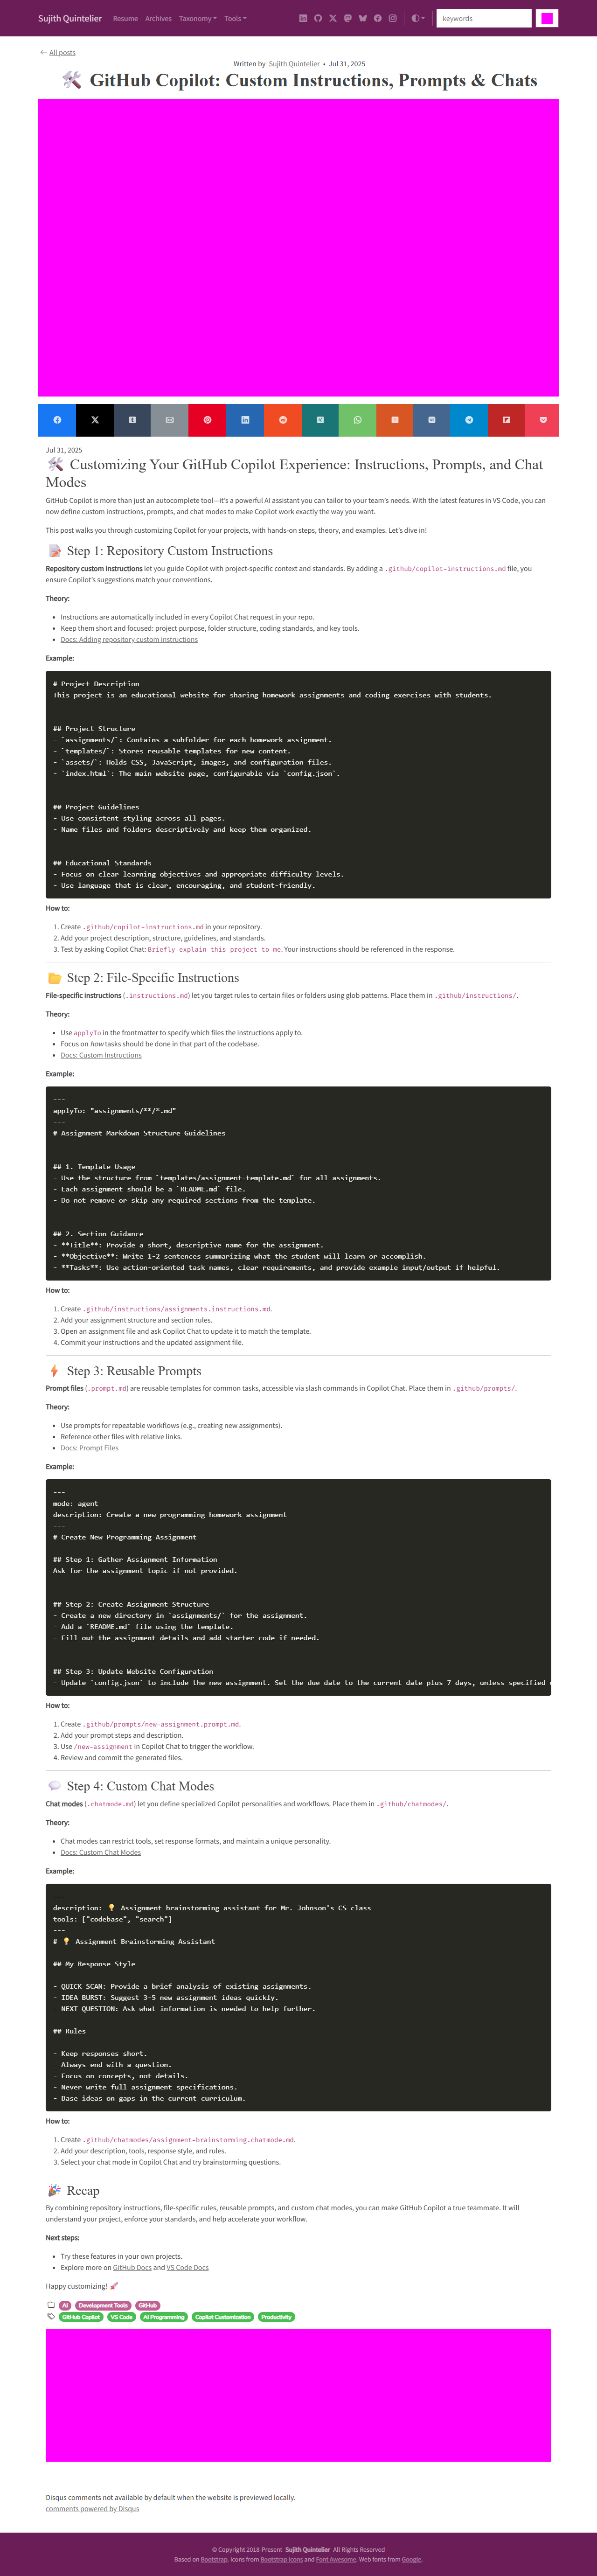 Sujith Quintelier Resume Archives Taxonomy Tools keywords
All posts
Written by Sujith Quintelier • Jul 31, 2025
🛠️ GitHub Copilot: Custom Instructions, Prompts & Chats
Jul 31, 2025
🛠️ Customizing Your GitHub Copilot Experience: Instructions, Prompts, and Chat
Modes
GitHub Copilot is more than just an autocomplete tool—it's a powerful AI assistant you can tailor to your team's needs. With the latest features in VS Code, you can
now define custom instructions, prompts, and chat modes to make Copilot work exactly the way you want.
This post walks you through customizing Copilot for your projects, with hands-on steps, theory, and examples. Let's dive in!
📝 Step 1: Repository Custom Instructions
Repository custom instructions let you guide Copilot with project-specific context and standards. By adding a .github/copilot-instructions.md file, you
ensure Copilot's suggestions match your conventions.
Theory:
• Instructions are automatically included in every Copilot Chat request in your repo.
• Keep them short and focused: project purpose, folder structure, coding standards, and key tools.
• Docs: Adding repository custom instructions
Example:
# Project Description
This project is an educational website for sharing homework assignments and coding exercises with students.
## Project Structure
- `assignments/`: Contains a subfolder for each homework assignment.
- `templates/`: Stores reusable templates for new content.
- `assets/`: Holds CSS, JavaScript, images, and configuration files.
- `index.html`: The main website page, configurable via `config.json`.
## Project Guidelines
- Use consistent styling across all pages.
- Name files and folders descriptively and keep them organized.
## Educational Standards
- Focus on clear learning objectives and appropriate difficulty levels.
- Use language that is clear, encouraging, and student-friendly.
How to:
1. Create .github/copilot-instructions.md in your repository.
2. Add your project description, structure, guidelines, and standards.
3. Test by asking Copilot Chat: Briefly explain this project to me. Your instructions should be referenced in the response.
📂 Step 2: File-Specific Instructions
File-specific instructions (.instructions.md) let you target rules to certain files or folders using glob patterns. Place them in .github/instructions/.
Theory:
• Use applyTo in the frontmatter to specify which files the instructions apply to.
• Focus on how tasks should be done in that part of the codebase.
• Docs: Custom Instructions
Example:
---
applyTo: "assignments/**/*.md"
---
# Assignment Markdown Structure Guidelines
## 1. Template Usage
- Use the structure from `templates/assignment-template.md` for all assignments.
- Each assignment should be a `README.md` file.
- Do not remove or skip any required sections from the template.
## 2. Section Guidance
- **Title**: Provide a short, descriptive name for the assignment.
- **Objective**: Write 1-2 sentences summarizing what the student will learn or accomplish.
- **Tasks**: Use action-oriented task names, clear requirements, and provide example input/output if helpful.
How to:
1. Create .github/instructions/assignments.instructions.md.
2. Add your assignment structure and section rules.
3. Open an assignment file and ask Copilot Chat to update it to match the template.
4. Commit your instructions and the updated assignment file.
⚡ Step 3: Reusable Prompts
Prompt files (.prompt.md) are reusable templates for common tasks, accessible via slash commands in Copilot Chat. Place them in .github/prompts/.
Theory:
• Use prompts for repeatable workflows (e.g., creating new assignments).
• Reference other files with relative links.
• Docs: Prompt Files
Example:
---
mode: agent
description: Create a new programming homework assignment
---
# Create New Programming Assignment
## Step 1: Gather Assignment Information
Ask for the assignment topic if not provided.
## Step 2: Create Assignment Structure
- Create a new directory in `assignments/` for the assignment.
- Add a `README.md` file using the template.
- Fill out the assignment details and add starter code if needed.
## Step 3: Update Website Configuration
- Update `config.json` to include the new assignment. Set the due date to the current date plus 7 days, unless specified
How to:
1. Create .github/prompts/new-assignment.prompt.md.
2. Add your prompt steps and description.
3. Use /new-assignment in Copilot Chat to trigger the workflow.
4. Review and commit the generated files.
💬 Step 4: Custom Chat Modes
Chat modes (.chatmode.md) let you define specialized Copilot personalities and workflows. Place them in .github/chatmodes/.
Theory:
• Chat modes can restrict tools, set response formats, and maintain a unique personality.
• Docs: Custom Chat Modes
Example:
---
description: 💡 Assignment brainstorming assistant for Mr. Johnson's CS class
tools: ["codebase", "search"]
---
# 💡 Assignment Brainstorming Assistant
## My Response Style
- QUICK SCAN: Provide a brief analysis of existing assignments.
- IDEA BURST: Suggest 3-5 new assignment ideas quickly.
- NEXT QUESTION: Ask what information is needed to help further.
## Rules
- Keep responses short.
- Always end with a question.
- Focus on concepts, not details.
- Never write full assignment specifications.
- Base ideas on gaps in the current curriculum.
How to:
1. Create .github/chatmodes/assignment-brainstorming.chatmode.md.
2. Add your description, tools, response style, and rules.
3. Select your chat mode in Copilot Chat and try brainstorming questions.
🎉 Recap
By combining repository instructions, file-specific rules, reusable prompts, and custom chat modes, you can make GitHub Copilot a true teammate. It will
understand your project, enforce your standards, and help accelerate your workflow.
Next steps:
• Try these features in your own projects.
• Explore more on GitHub Docs and VS Code Docs
Happy customizing! 🚀
AI Development Tools GitHub
GitHub Copilot VS Code AI Programming Copilot Customization Productivity
Disqus comments not available by default when the website is previewed locally.
comments powered by Disqus
© Copyright 2018-Present Sujith Quintelier All Rights Reserved
Based on Bootstrap. Icons from Bootstrap Icons and Font Awesome. Web fonts from Google.